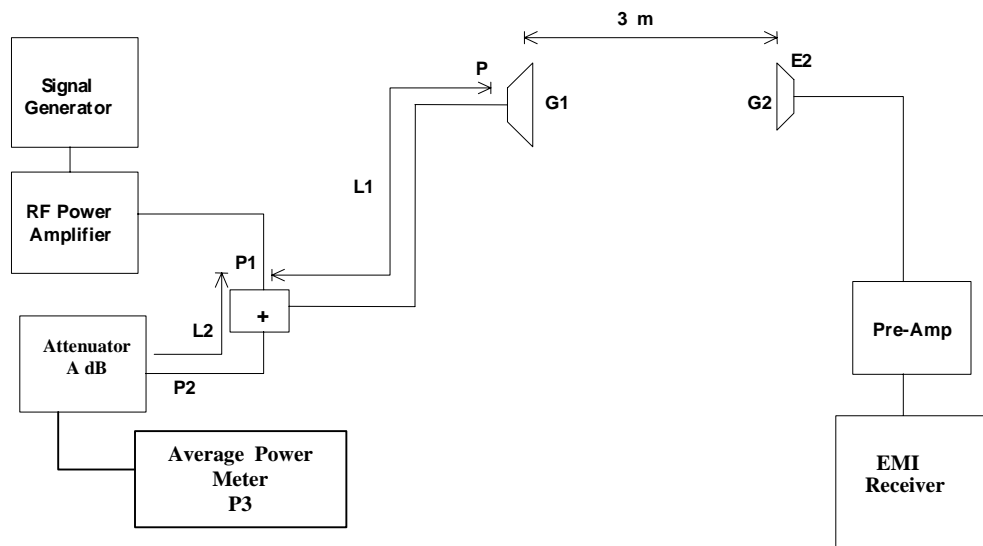 3 m
P
E2
Signal
Generator
G1
G2
L1
RF Power
Amplifier
P1
+
L2
Attenuator
A dB
P2
Pre-Amp
Average Power
Meter
P3
EMI
Receiver